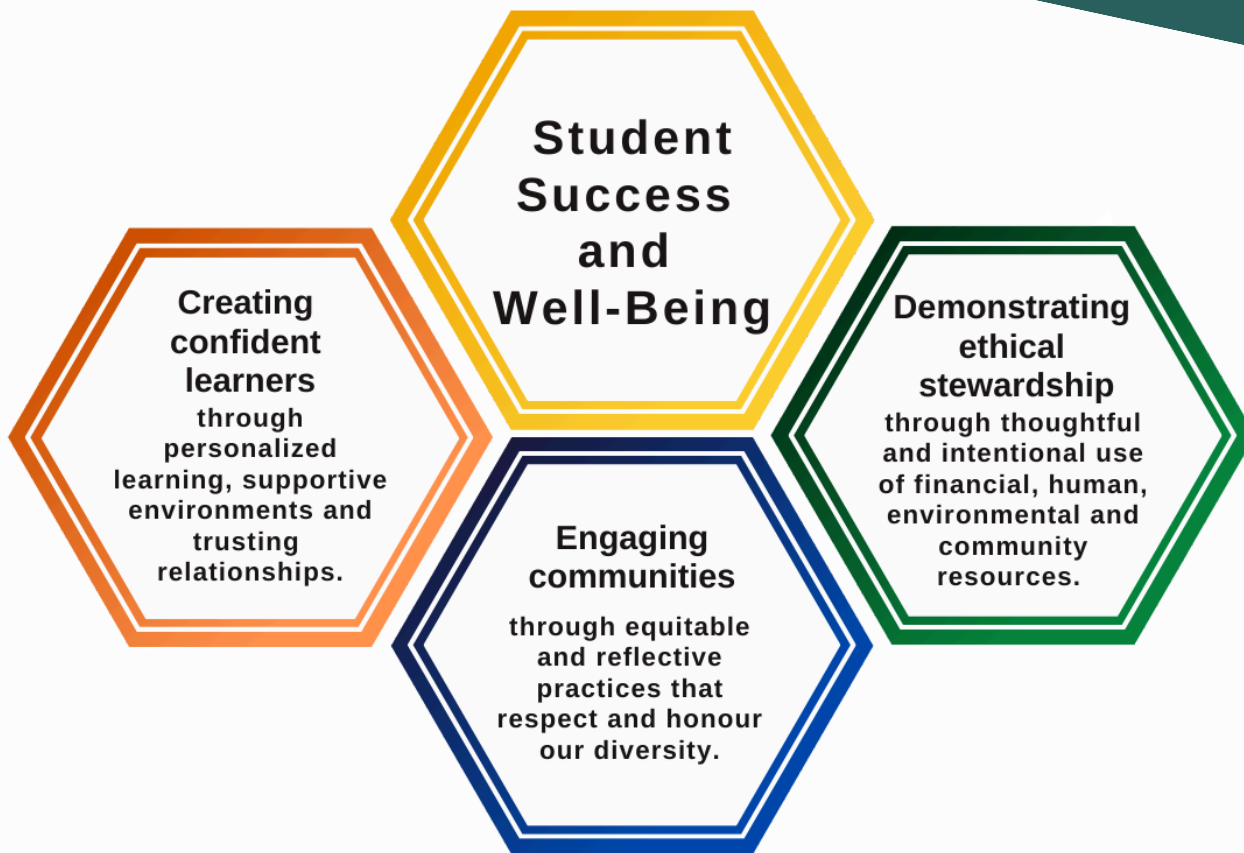 Student
Success
and
Well-Being
Creating
confident
learners
through
personalized
learning, supportive
environments and
trusting
relationships.
Engaging
communities
through equitable
and reflective
practices that
respect and honour
our diversity.
Demonstrating
ethical
stewardship
through thoughtful
and intentional use
of financial, human,
environmental and
community
resources.